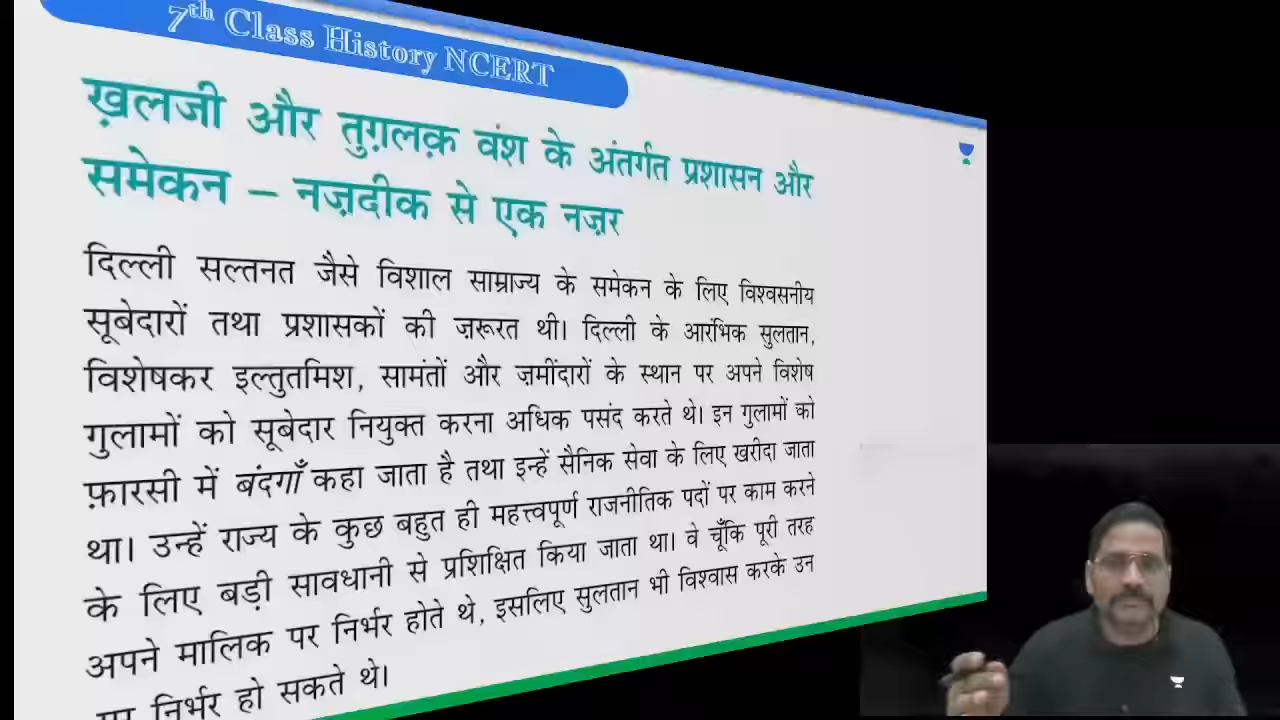 7th Class History NCERT
ख़लजी और तुग़लक़ वंश के अंतर्गत प्रशासन और
समेकन – नज़दीक से एक नज़र
दिल्ली सल्तनत जैसे विशाल साम्राज्य के समेकन के लिए विश्वसनीय
सूबेदारों तथा प्रशासकों की ज़रूरत थी। दिल्ली के आरंभिक सुलतान,
विशेषकर इल्तुतमिश, सामंतों और ज़मींदारों के स्थान पर अपने विशेष
गुलामों को सूबेदार नियुक्त करना अधिक पसंद करते थे। इन गुलामों को
फ़ारसी में बंदगाँ कहा जाता है तथा इन्हें सैनिक सेवा के लिए खरीदा जाता
था। उन्हें राज्य के कुछ बहुत ही महत्त्वपूर्ण राजनीतिक पदों पर काम करने
के लिए बड़ी सावधानी से प्रशिक्षित किया जाता था। वे चूँकि पूरी तरह
अपने मालिक पर निर्भर होते थे, इसलिए सुलतान भी विश्वास करके उन
पर निर्भर हो सकते थे।